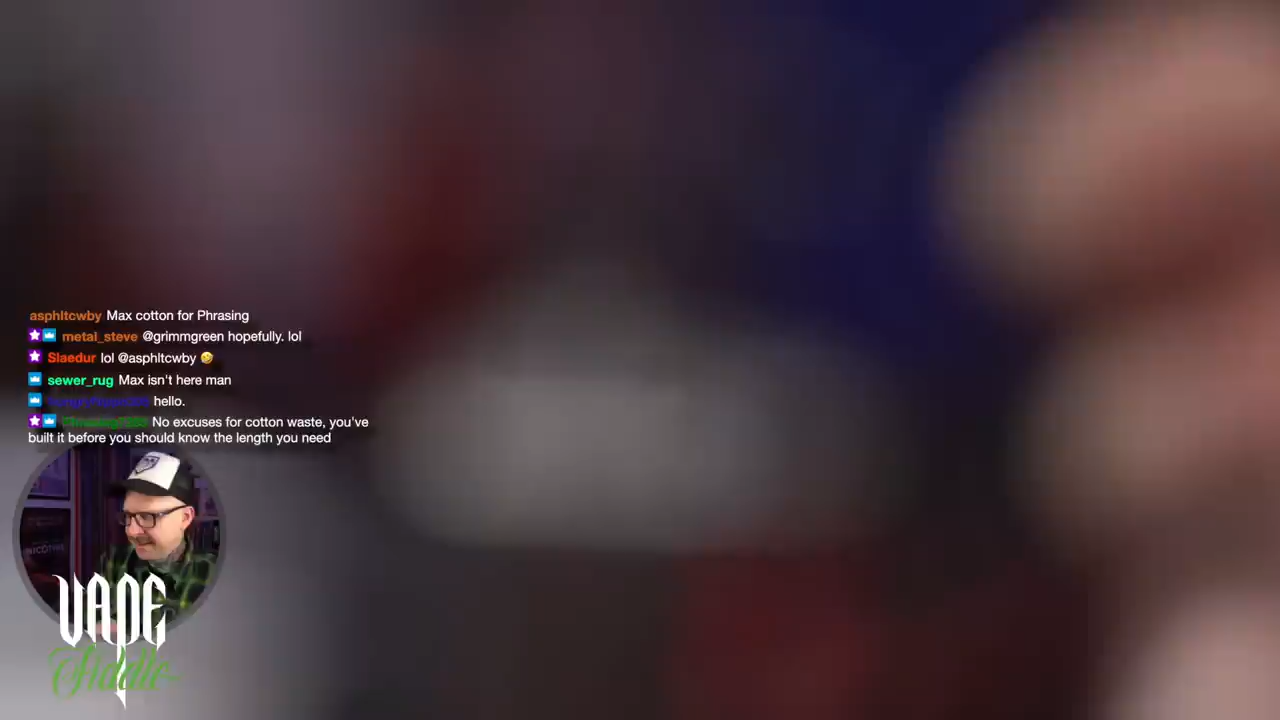 asphltcwby Max cotton for Phrasing
metal_steve @grimmgreen hopefully. lol
Slaedur lol @asphltcwby 🤣
sewer_rug Max isn't here man
hello.
No excuses for cotton waste, you've
built it before you should know the length you need
VAPE
Fiddle